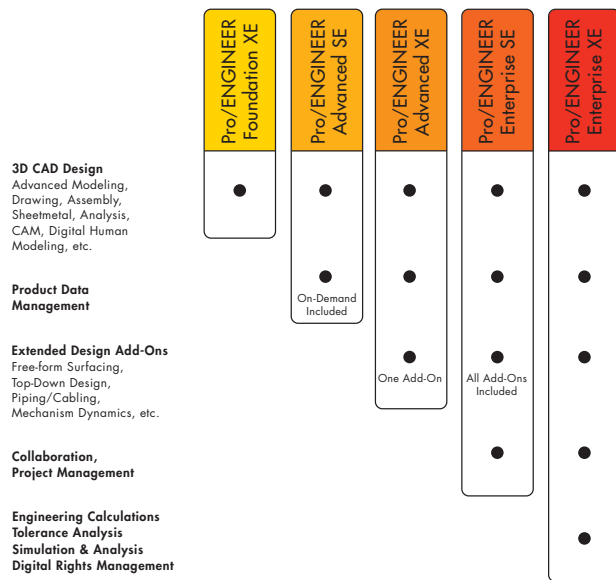 Pro/ENGINEER
Foundation XE
Pro/ENGINEER
Advanced SE
Pro/ENGINEER
Advanced XE
Pro/ENGINEER
Enterprise SE
Pro/ENGINEER
Enterprise XE
3D CAD Design
Advanced Modeling,
Drawing, Assembly,
Sheetmetal, Analysis,
CAM, Digital Human
Modeling, etc.
Product Data
Management
On-Demand
Included
Extended Design Add-Ons
Free-form Surfacing,
Top-Down Design,
Piping/Cabling,
Mechanism Dynamics, etc.
One Add-On
All Add-Ons
Included
Collaboration,
Project Management
Engineering Calculations
Tolerance Analysis
Simulation & Analysis
Digital Rights Management